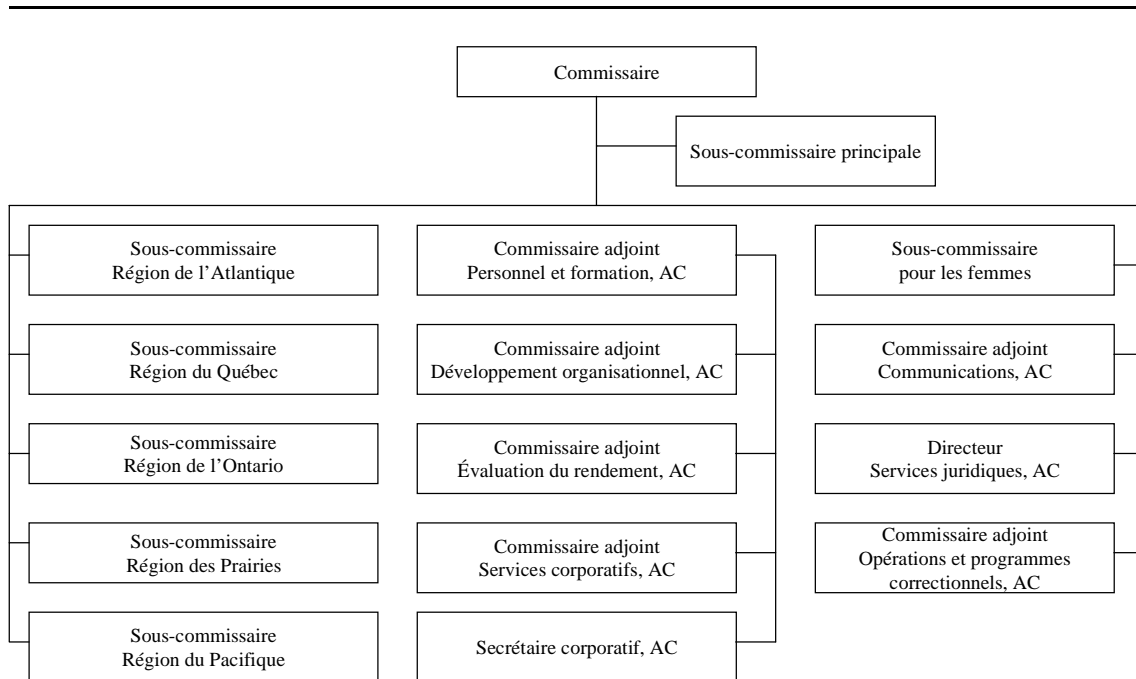 Commissaire
Sous-commissaire principale
Sous-commissaire
Région de l’Atlantique
Commissaire adjoint
Personnel et formation, AC
Sous-commissaire
pour les femmes
Sous-commissaire
Région du Québec
Commissaire adjoint
Développement organisationnel, AC
Commissaire adjoint
Communications, AC
Sous-commissaire
Région de l’Ontario
Commissaire adjoint
Évaluation du rendement, AC
Directeur
Services juridiques, AC
Sous-commissaire
Région des Prairies
Commissaire adjoint
Services corporatifs, AC
Commissaire adjoint
Opérations et programmes
correctionnels, AC
Sous-commissaire
Région du Pacifique
Secrétaire corporatif, AC